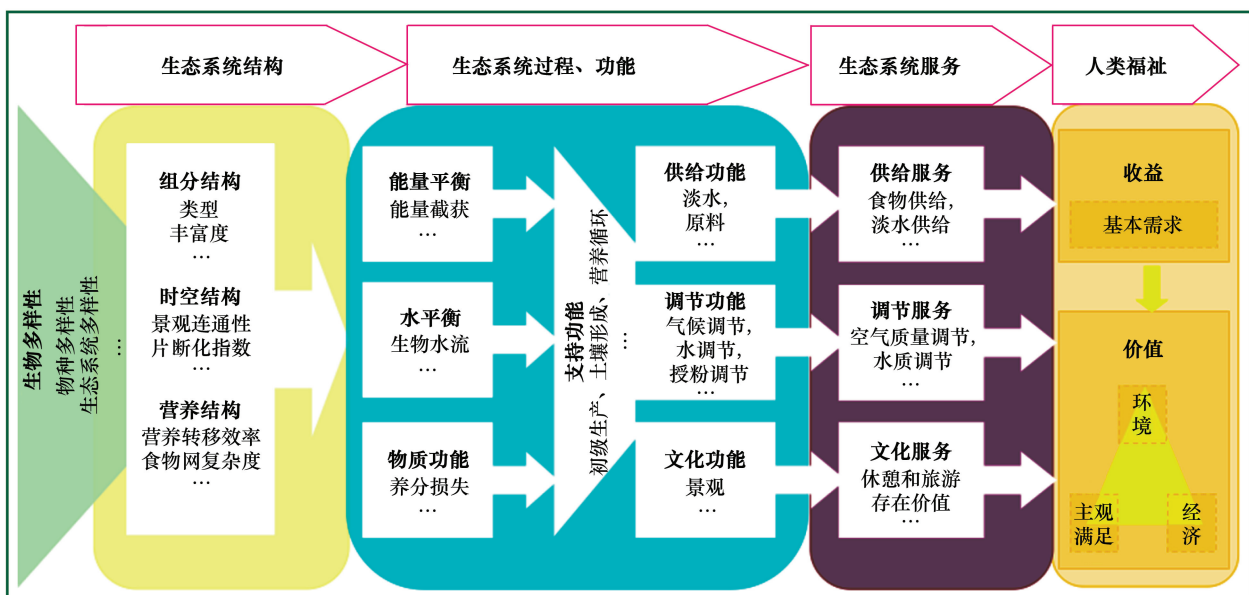 生态系统结构
生态系统过程、功能
生态系统服务
人类福祉
生物多样性
物种多样性
生态系统多样性
…
组分结构
类型
丰富度
…
时空结构
景观连通性
片断化指数
…
营养结构
营养转移效率
食物网复杂度
…
能量平衡
能量截获
…
水平衡
生物水流
…
物质功能
养分损失
…
支持功能
初级生产、土壤形成、营养循环
…
供给功能
淡水,
原料
…
调节功能
气候调节,
水调节,
授粉调节
…
文化功能
景观
…
供给服务
食物供给,
淡水供给
…
调节服务
空气质量调节,
水质调节
…
文化服务
休憩和旅游
存在价值
…
收益
基本需求
价值
环
境
主观
满足
经
济